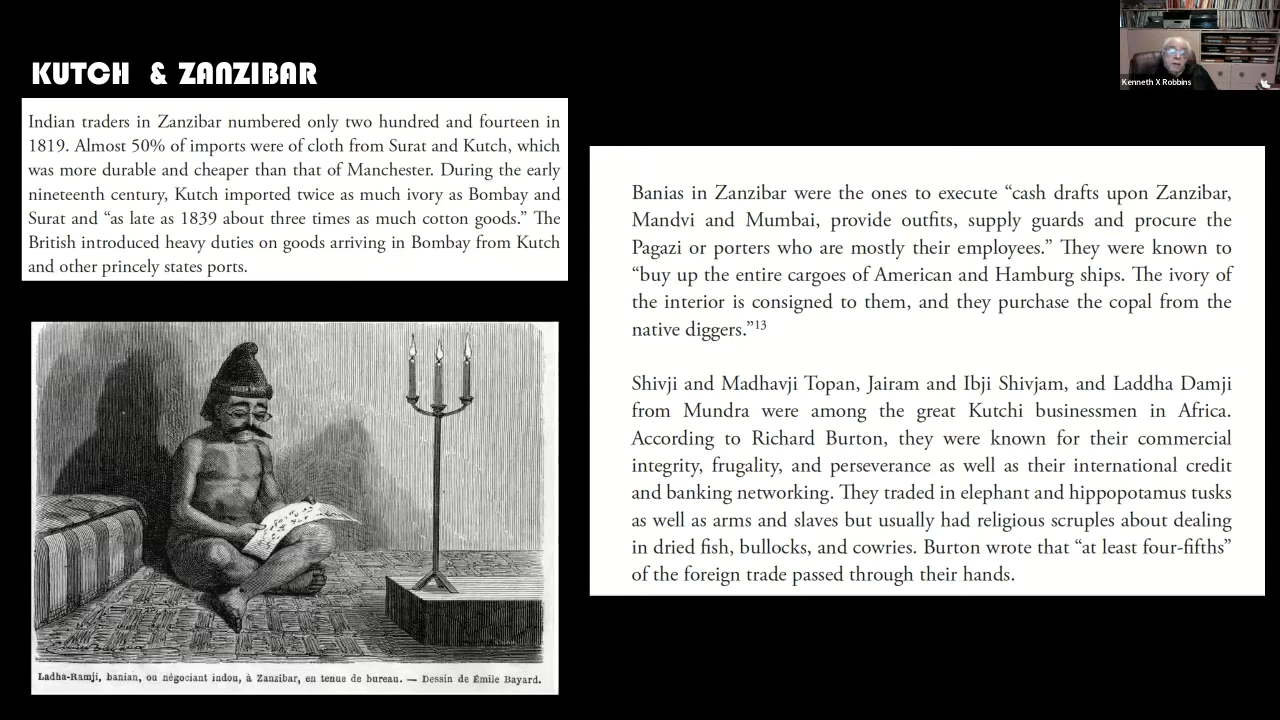 KUTCH & ZANZIBAR
Indian traders in Zanzibar numbered only two hundred and fourteen in
1819. Almost 50% of imports were of cloth from Surat and Kutch, which
was more durable and cheaper than that of Manchester. During the early
nineteenth century, Kutch imported twice as much ivory as Bombay and
Surat and “as late as 1839 about three times as much cotton goods.” The
British introduced heavy duties on goods arriving in Bombay from Kutch
and other princely states ports.
Ladha-Ramji, banian, ou négociant indou, à Zanzibar, en tenue de bureau. — Dessin de Émile Bayard.
Banias in Zanzibar were the ones to execute “cash drafts upon Zanzibar,
Mandvi and Mumbai, provide outfits, supply guards and procure the
Pagazi or porters who are mostly their employees.” They were known to
“buy up the entire cargoes of American and Hamburg ships. The ivory of
the interior is consigned to them, and they purchase the copal from the
native diggers.”13
Shivji and Madhavji Topan, Jairam and Ibji Shivjam, and Laddha Damji
from Mundra were among the great Kutchi businessmen in Africa.
According to Richard Burton, they were known for their commercial
integrity, frugality, and perseverance as well as their international credit
and banking networking. They traded in elephant and hippopotamus tusks
as well as arms and slaves but usually had religious scruples about dealing
in dried fish, bullocks, and cowries. Burton wrote that “at least four-fifths”
of the foreign trade passed through their hands.
Kenneth X Robbins